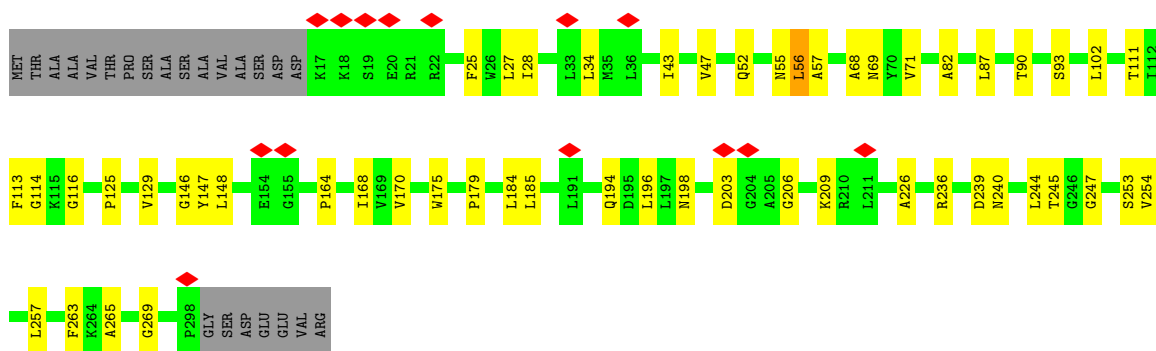 MET THR ALA ALA VAL THR PRO SER ALA SER ALA VAL ALA SER ASP ASP K17 K18 S19 E20 R21 R22 F25 W26 L27 I28 L33 L34 M35 L36 I43 V47 Q52 N55 L56 A57 A68 N69 Y70 V71 A82 L87 T90 S93 L102 T111 I112
F113 G114 K115 G116 P125 V129 G146 Y147 L148 E154 G155 P164 I168 V169 V170 W175 P179 L184 L185 L191 Q194 D195 L196 L197 N198 D203 G204 A205 G206 K209 R210 L211 A226 R236 D239 N240 L244 T245 G246 G247 S253 V254
L257 F263 K264 A265 G269 P298 GLY SER ASP GLU GLU VAL ARG